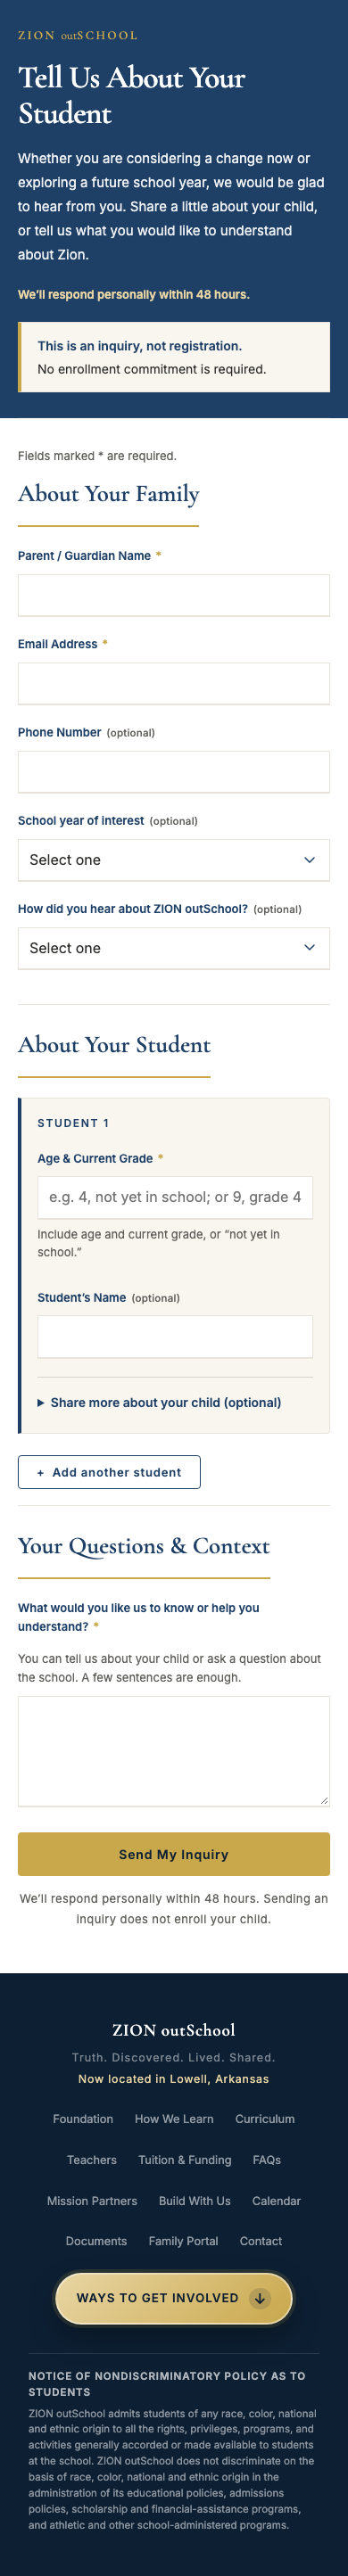 ZION outSCHOOL
Tell Us About Your
Student
Whether you are considering a change now or
exploring a future school year, we would be glad
to hear from you. Share a little about your child,
or tell us what you would like to understand
about Zion.
We'll respond personally within 48 hours.
This is an inquiry, not registration.
No enrollment commitment is required.
Fields marked * are required.
About Your Family
Parent / Guardian Name *
Email Address *
Phone Number (optional)
School year of interest (optional)
Select one
How did you hear about ZION outSchool? (optional)
Select one
About Your Student
STUDENT 1
Age & Current Grade *
e.g. 4, not yet in school; or 9, grade 4
Include age and current grade, or “not yet in
school.”
Student’s Name (optional)
Share more about your child (optional)
+ Add another student
Your Questions & Context
What would you like us to know or help you
understand? *
You can tell us about your child or ask a question about
the school. A few sentences are enough.
Send My Inquiry
We’ll respond personally within 48 hours. Sending an
inquiry does not enroll your child.
ZION outSchool
Truth. Discovered. Lived. Shared.
Now located in Lowell, Arkansas
Foundation How We Learn Curriculum
Teachers Tuition & Funding FAQs
Mission Partners Build With Us Calendar
Documents Family Portal Contact
WAYS TO GET INVOLVED
NOTICE OF NONDISCRIMINATORY POLICY AS TO
STUDENTS
ZION outSchool admits students of any race, color, national
and ethnic origin to all the rights, privileges, programs, and
activities generally accorded or made available to students
at the school. ZION outSchool does not discriminate on the
basis of race, color, national and ethnic origin in the
administration of its educational policies, admissions
policies, scholarship and financial-assistance programs,
and athletic and other school-administered programs.